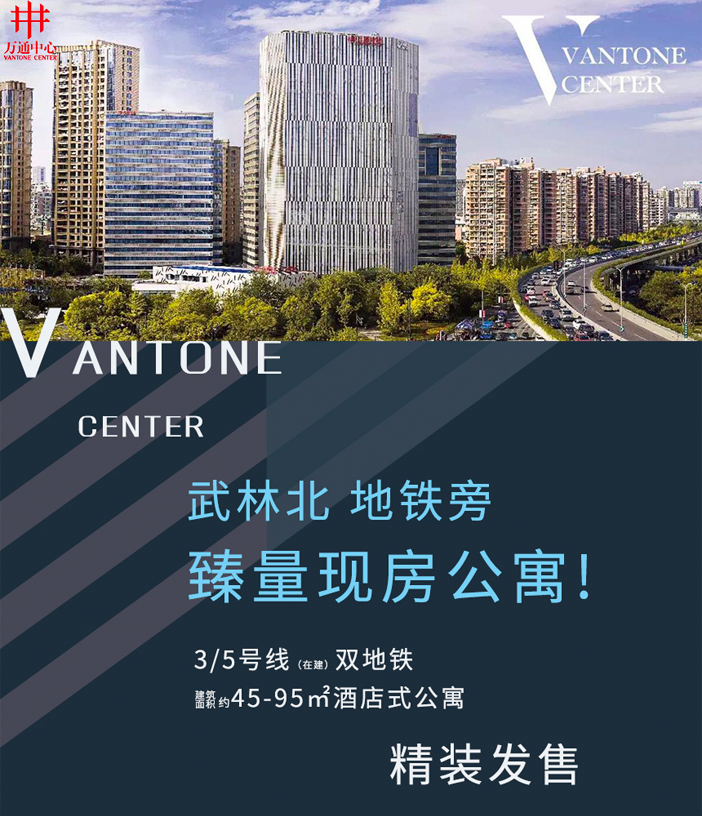 万通中心
VANTONE CENTER
VANTONE
CENTER
VANTONE
CENTER
武林北 地铁旁
臻量现房公寓!
3/5号线(在建)双地铁
建筑面积约45-95㎡酒店式公寓
精装发售